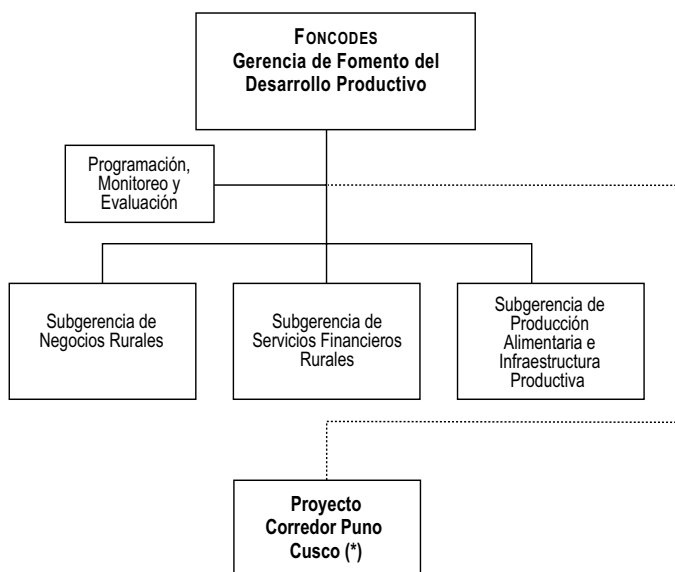 FONCODES
Gerencia de Fomento del
Desarrollo Productivo
Programación,
Monitoreo y
Evaluación
Subgerencia de
Negocios Rurales
Subgerencia de
Servicios Financieros
Rurales
Subgerencia de
Producción
Alimentaria e
Infraestructura
Productiva
Proyecto
Corredor Puno
Cusco (*)